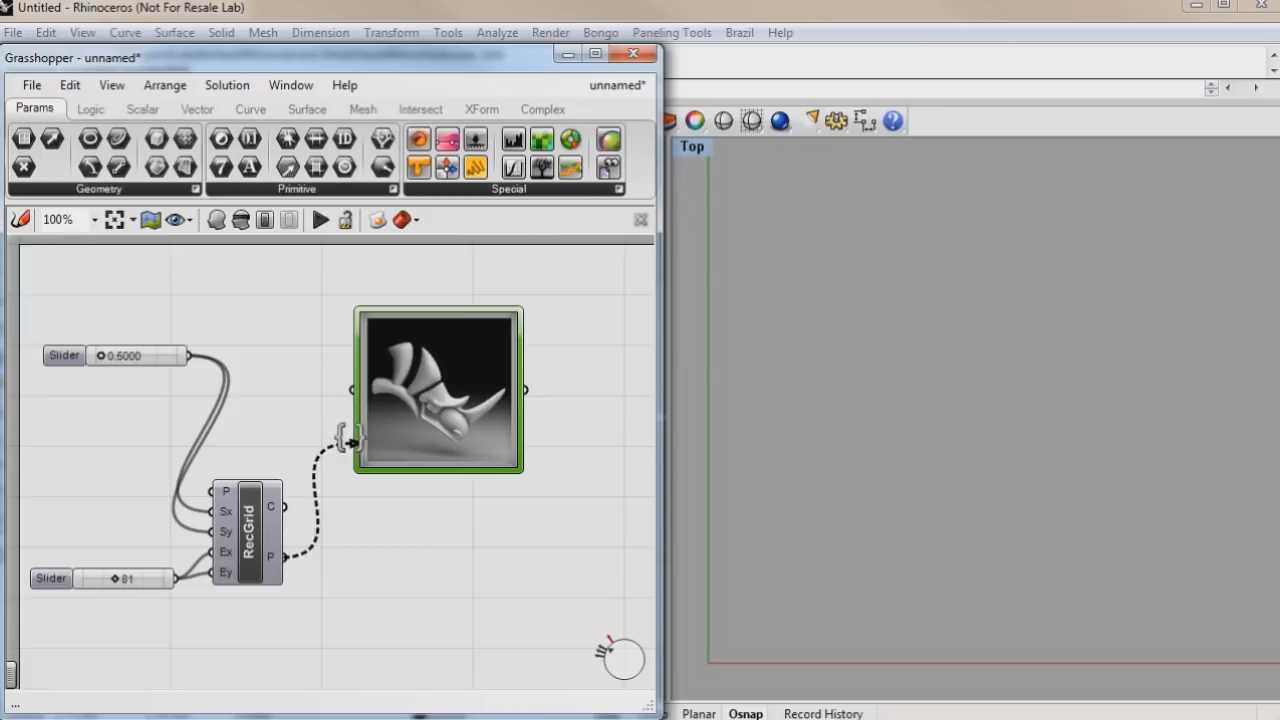 Untitled - Rhinoceros (Not For Resale Lab)
File Edit View Curve Surface Solid Mesh Dimension Transform Tools Analyze Render Bongo Paneling Tools Brazil Help
Grasshopper - unnamed*
File Edit View Arrange Solution Window Help unnamed*
Params Logic Scalar Vector Curve Surface Mesh Intersect XForm Complex
Geometry Primitive Special
100%
Top
Slider 0.5000
P
Sx
Sy
Ex
Ey
RecGrid
C
P
Slider 81
...
Planar Osnap Record History